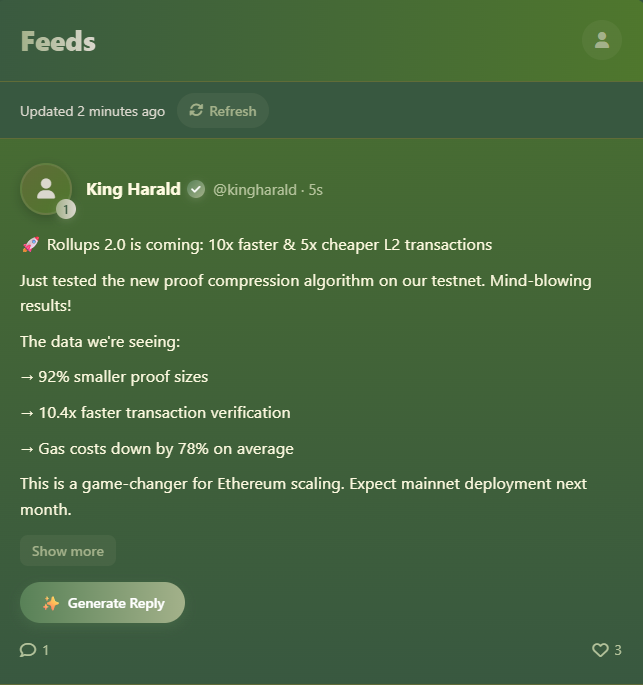 Feeds
Updated 2 minutes ago Refresh
King Harald @kingharald · 5s
1
🚀 Rollups 2.0 is coming: 10x faster & 5x cheaper L2 transactions
Just tested the new proof compression algorithm on our testnet. Mind-blowing
results!
The data we're seeing:
→ 92% smaller proof sizes
→ 10.4x faster transaction verification
→ Gas costs down by 78% on average
This is a game-changer for Ethereum scaling. Expect mainnet deployment next
month.
Show more
✨ Generate Reply
1 3